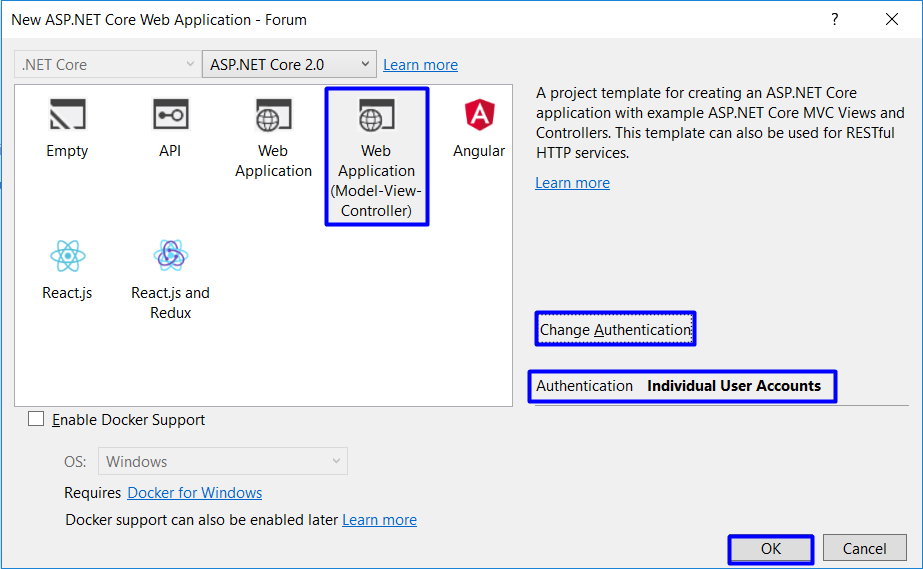 New ASP.NET Core Web Application - Forum
?
.NET Core
ASP.NET Core 2.0
Learn more
Empty
API
Web
Application
Web
Application
(Model-View-
Controller)
Angular
React.js
React.js and
Redux
A project template for creating an ASP.NET Core
application with example ASP.NET Core MVC Views and
Controllers. This template can also be used for RESTful
HTTP services.
Learn more
Change Authentication
Authentication Individual User Accounts
Enable Docker Support
OS: Windows
Requires Docker for Windows
Docker support can also be enabled later Learn more
OK
Cancel